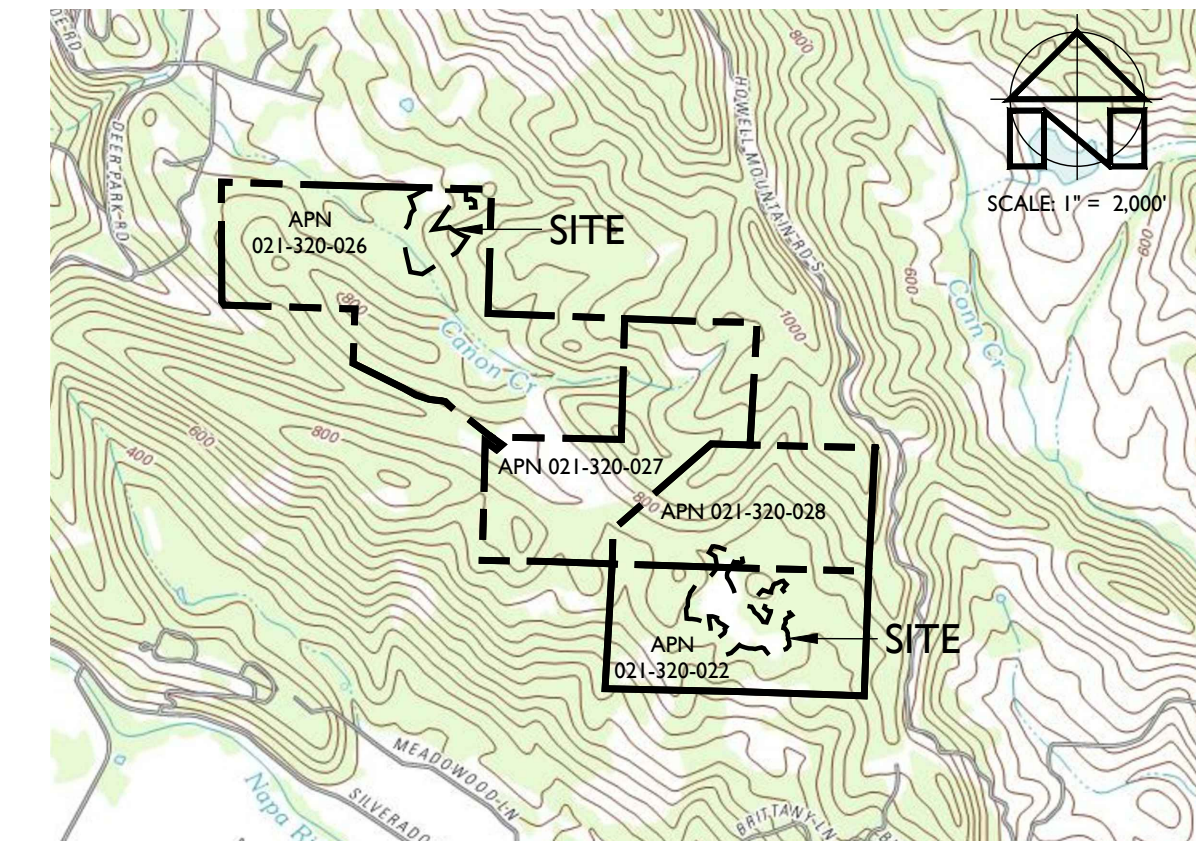 800
HOWELL MOUNTAIN RD S
DEER PARK RD
N
SCALE: 1" = 2,000'
APN
021-320-026
SITE
600
600
800
1000
Conn Cr
Cañon Cr
600
800
400
APN 021-320-027
800
APN 021-320-028
APN
021-320-022
SITE
MEADOWOOD LN
SILVERADO
Napa Ri
BRITTANY LN